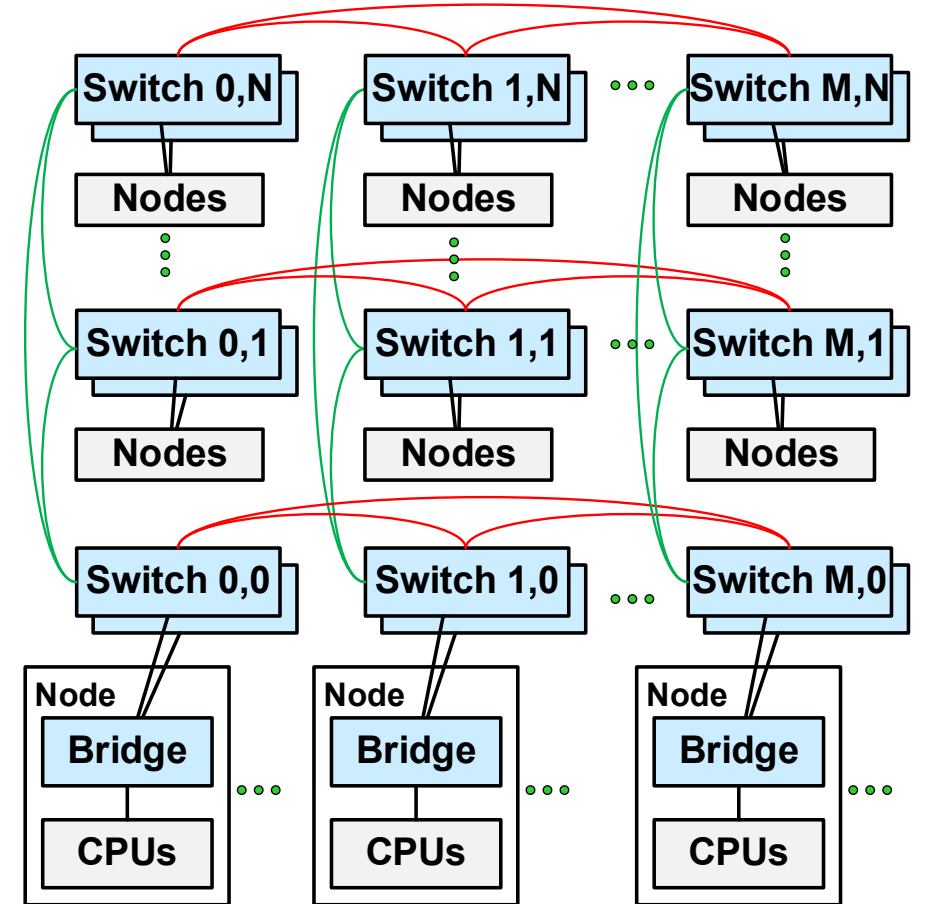 Switch 0,N
Switch 1,N
Switch M,N
Nodes
Nodes
Nodes
Switch 0,1
Switch 1,1
Switch M,1
Nodes
Nodes
Nodes
Switch 0,0
Switch 1,0
Switch M,0
Node
Node
Node
Bridge
Bridge
Bridge
CPUs
CPUs
CPUs